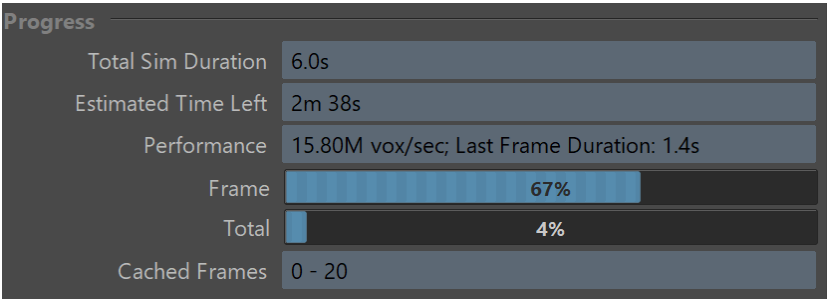 Progress
Total Sim Duration 6.0s
Estimated Time Left 2m 38s
Performance 15.80M vox/sec; Last Frame Duration: 1.4s
Frame 67%
Total 4%
Cached Frames 0 - 20